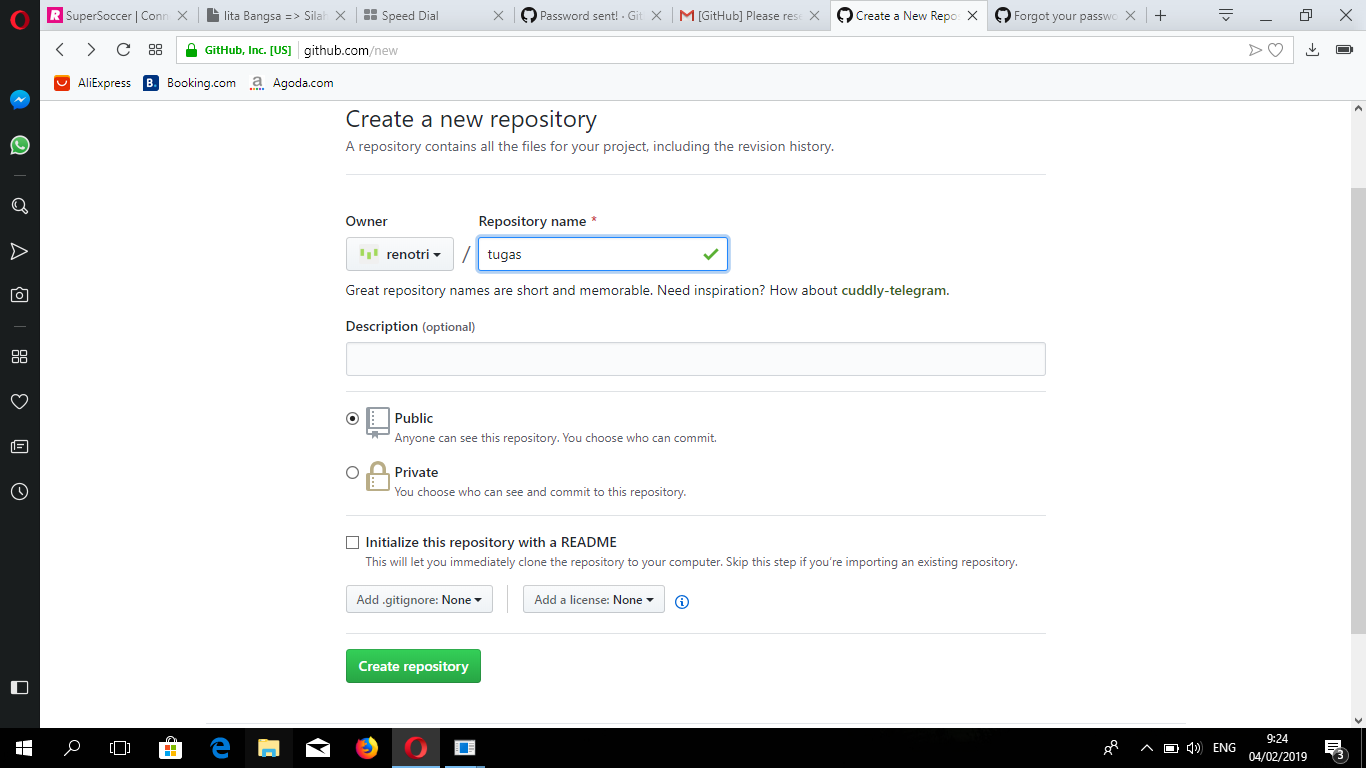 SuperSoccer | Conn
lita Bangsa => Silah
Speed Dial
Password sent! · Git
[GitHub] Please rese
Create a New Repos
Forgot your passwo
GitHub, Inc. [US]
github.com/new
AliExpress
B.
Booking.com
a
Agoda.com
Create a new repository
A repository contains all the files for your project, including the revision history.
Owner
Repository name *
renotri
/
tugas
Great repository names are short and memorable. Need inspiration? How about cuddly-telegram.
Description (optional)
Public
Anyone can see this repository. You choose who can commit.
Private
You choose who can see and commit to this repository.
Initialize this repository with a README
This will let you immediately clone the repository to your computer. Skip this step if you're importing an existing repository.
Add .gitignore: None
Add a license: None
Create repository
ENG
9:24
04/02/2019
3